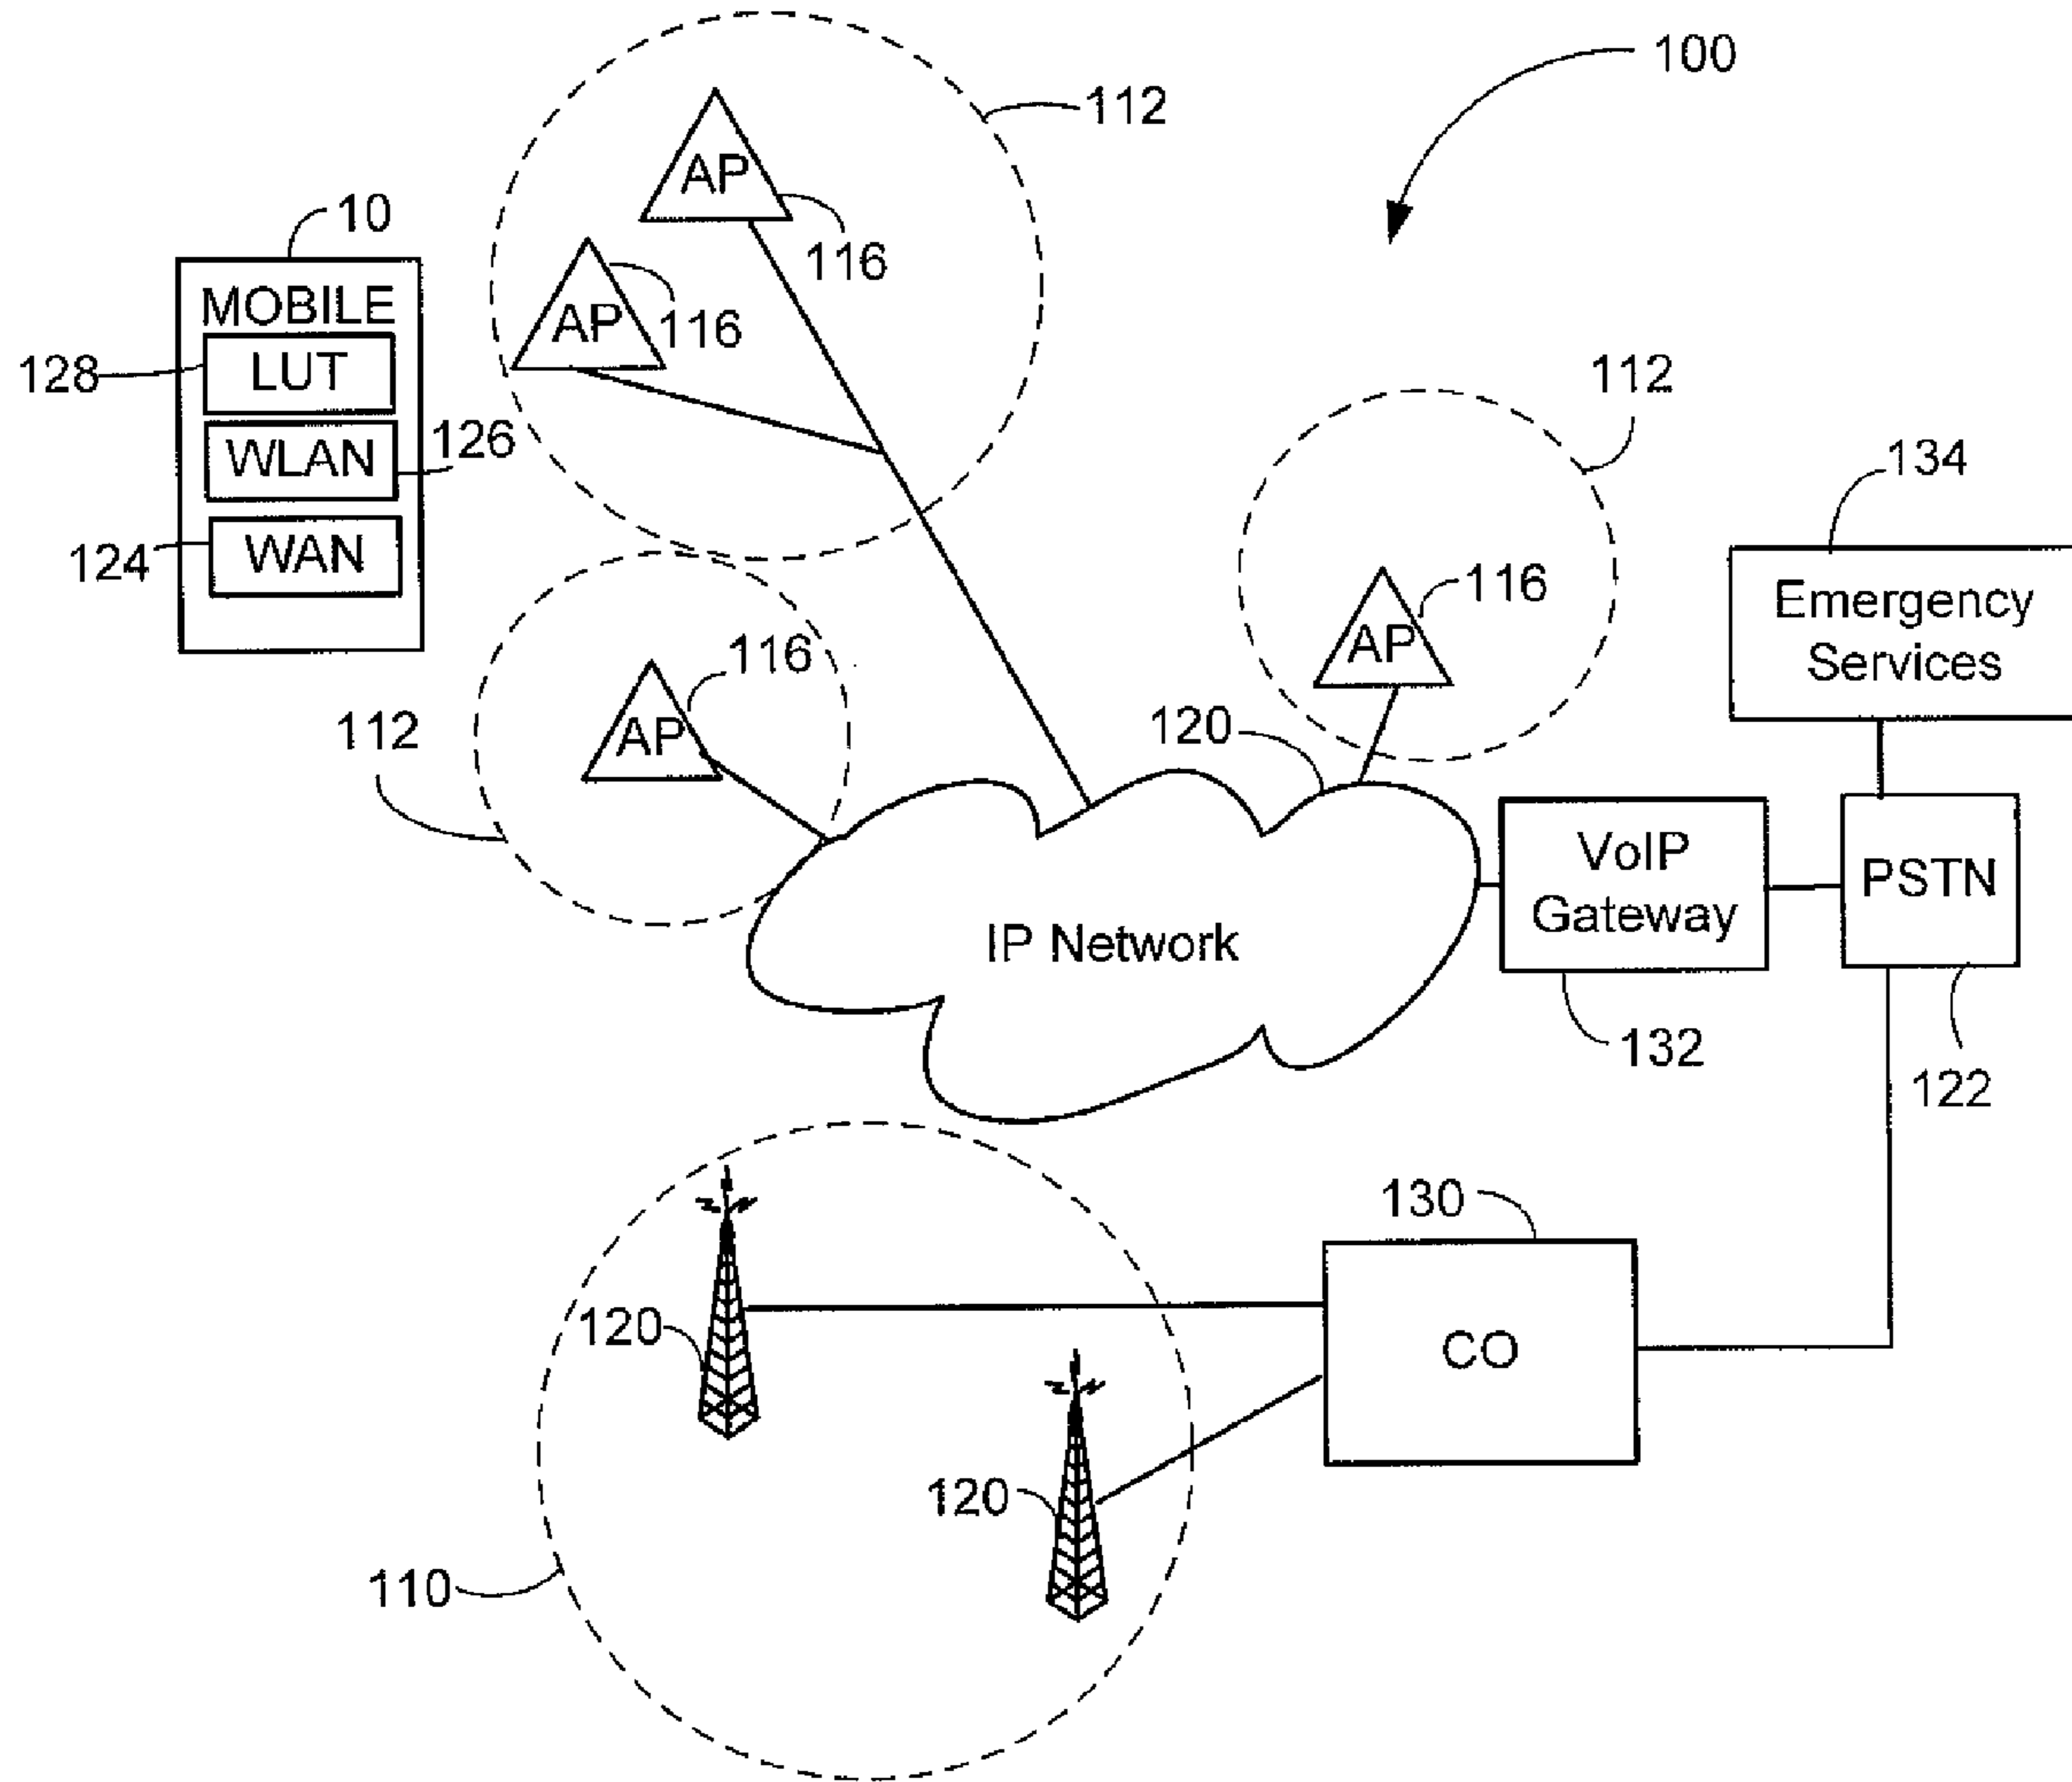 100
112
AP
116
10
AP
116
MOBILE
128
LUT
WLAN
126
124
WAN
112
134
116
AP
Emergency
Services
116
AP
112
120
VoIP
Gateway
PSTN
IP Network
132
122
130
120
CO
120
110